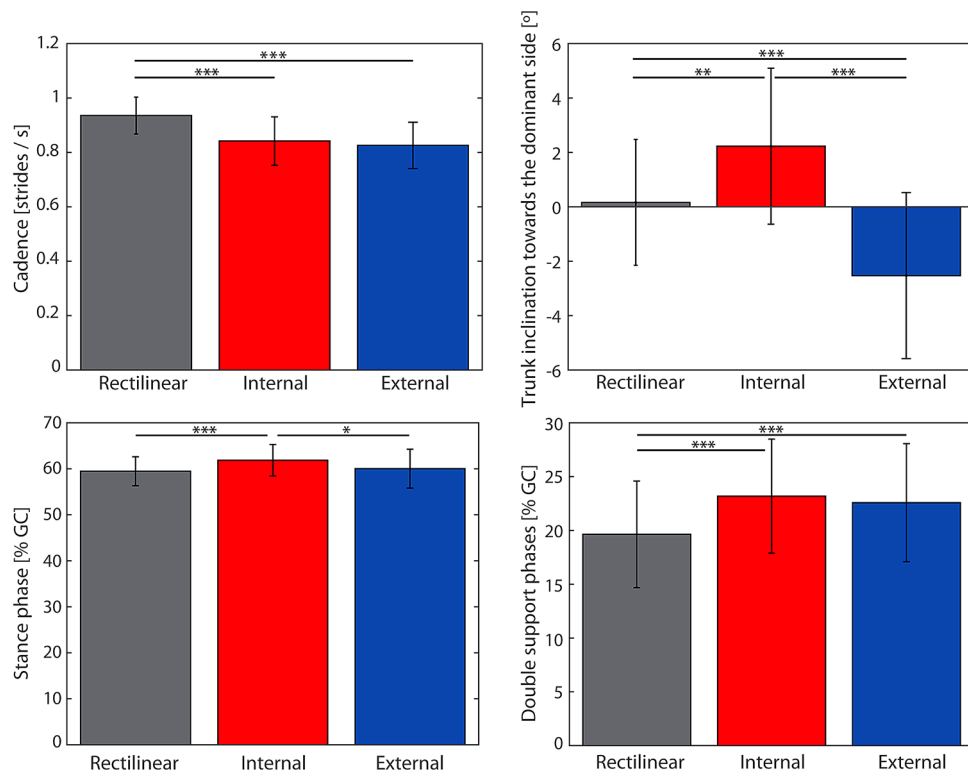 Cadence [strides / s]
1.2
1
0.8
0.6
0.4
0.2
0
***
***
Rectilinear
Internal
External
Trunk inclination towards the dominant side [º]
6
4
2
0
-2
-4
-6
***
**
***
Rectilinear
Internal
External
Stance phase [% GC]
70
60
50
40
30
20
10
0
***
*
Rectilinear
Internal
External
Double support phases [% GC]
30
25
20
15
10
5
0
***
***
Rectilinear
Internal
External